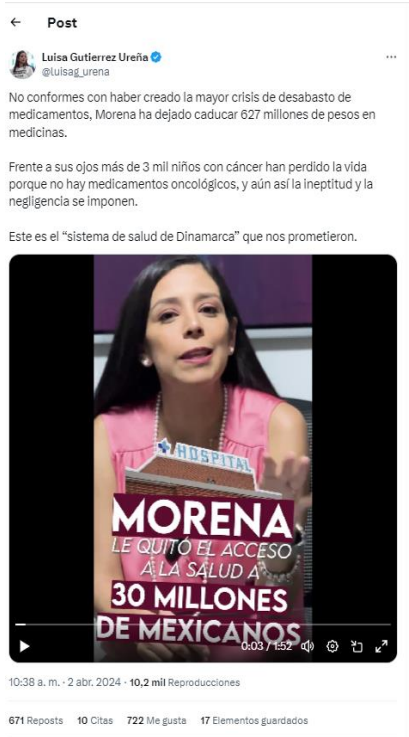 ← Post
Luisa Gutierrez Ureña
@luisag_urena
...
No conformes con haber creado la mayor crisis de desabasto de
medicamentos, Morena ha dejado caducar 627 millones de pesos en
medicinas.
Frente a sus ojos más de 3 mil niños con cáncer han perdido la vida
porque no hay medicamentos oncológicos, y aún así la ineptitud y la
negligencia se imponen.
Este es el “sistema de salud de Dinamarca” que nos prometieron.
HOSPITAL
MORENA
LE QUITÓ EL ACCESO
A LA SALUD A
30 MILLONES
DE MEXICANOS
0:03 / 1:52
10:38 a. m. · 2 abr. 2024 · 10,2 mil Reproducciones
671 Reposts 10 Citas 722 Me gusta 17 Elementos guardados